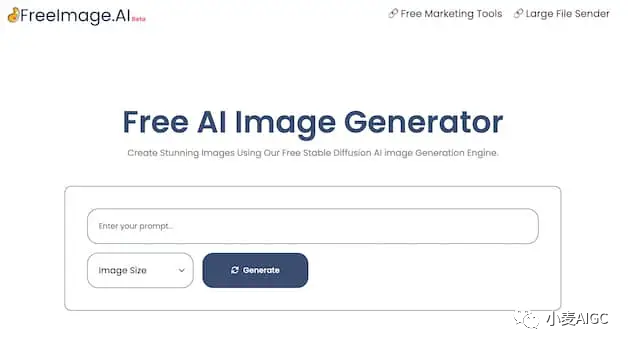 FreeImage.AI Beta
Free Marketing Tools
Large File Sender
Free AI Image Generator
Create Stunning Images Using Our Free Stable Diffusion AI image Generation Engine.
Enter your prompt...
Image Size
Generate
小麦AIGC